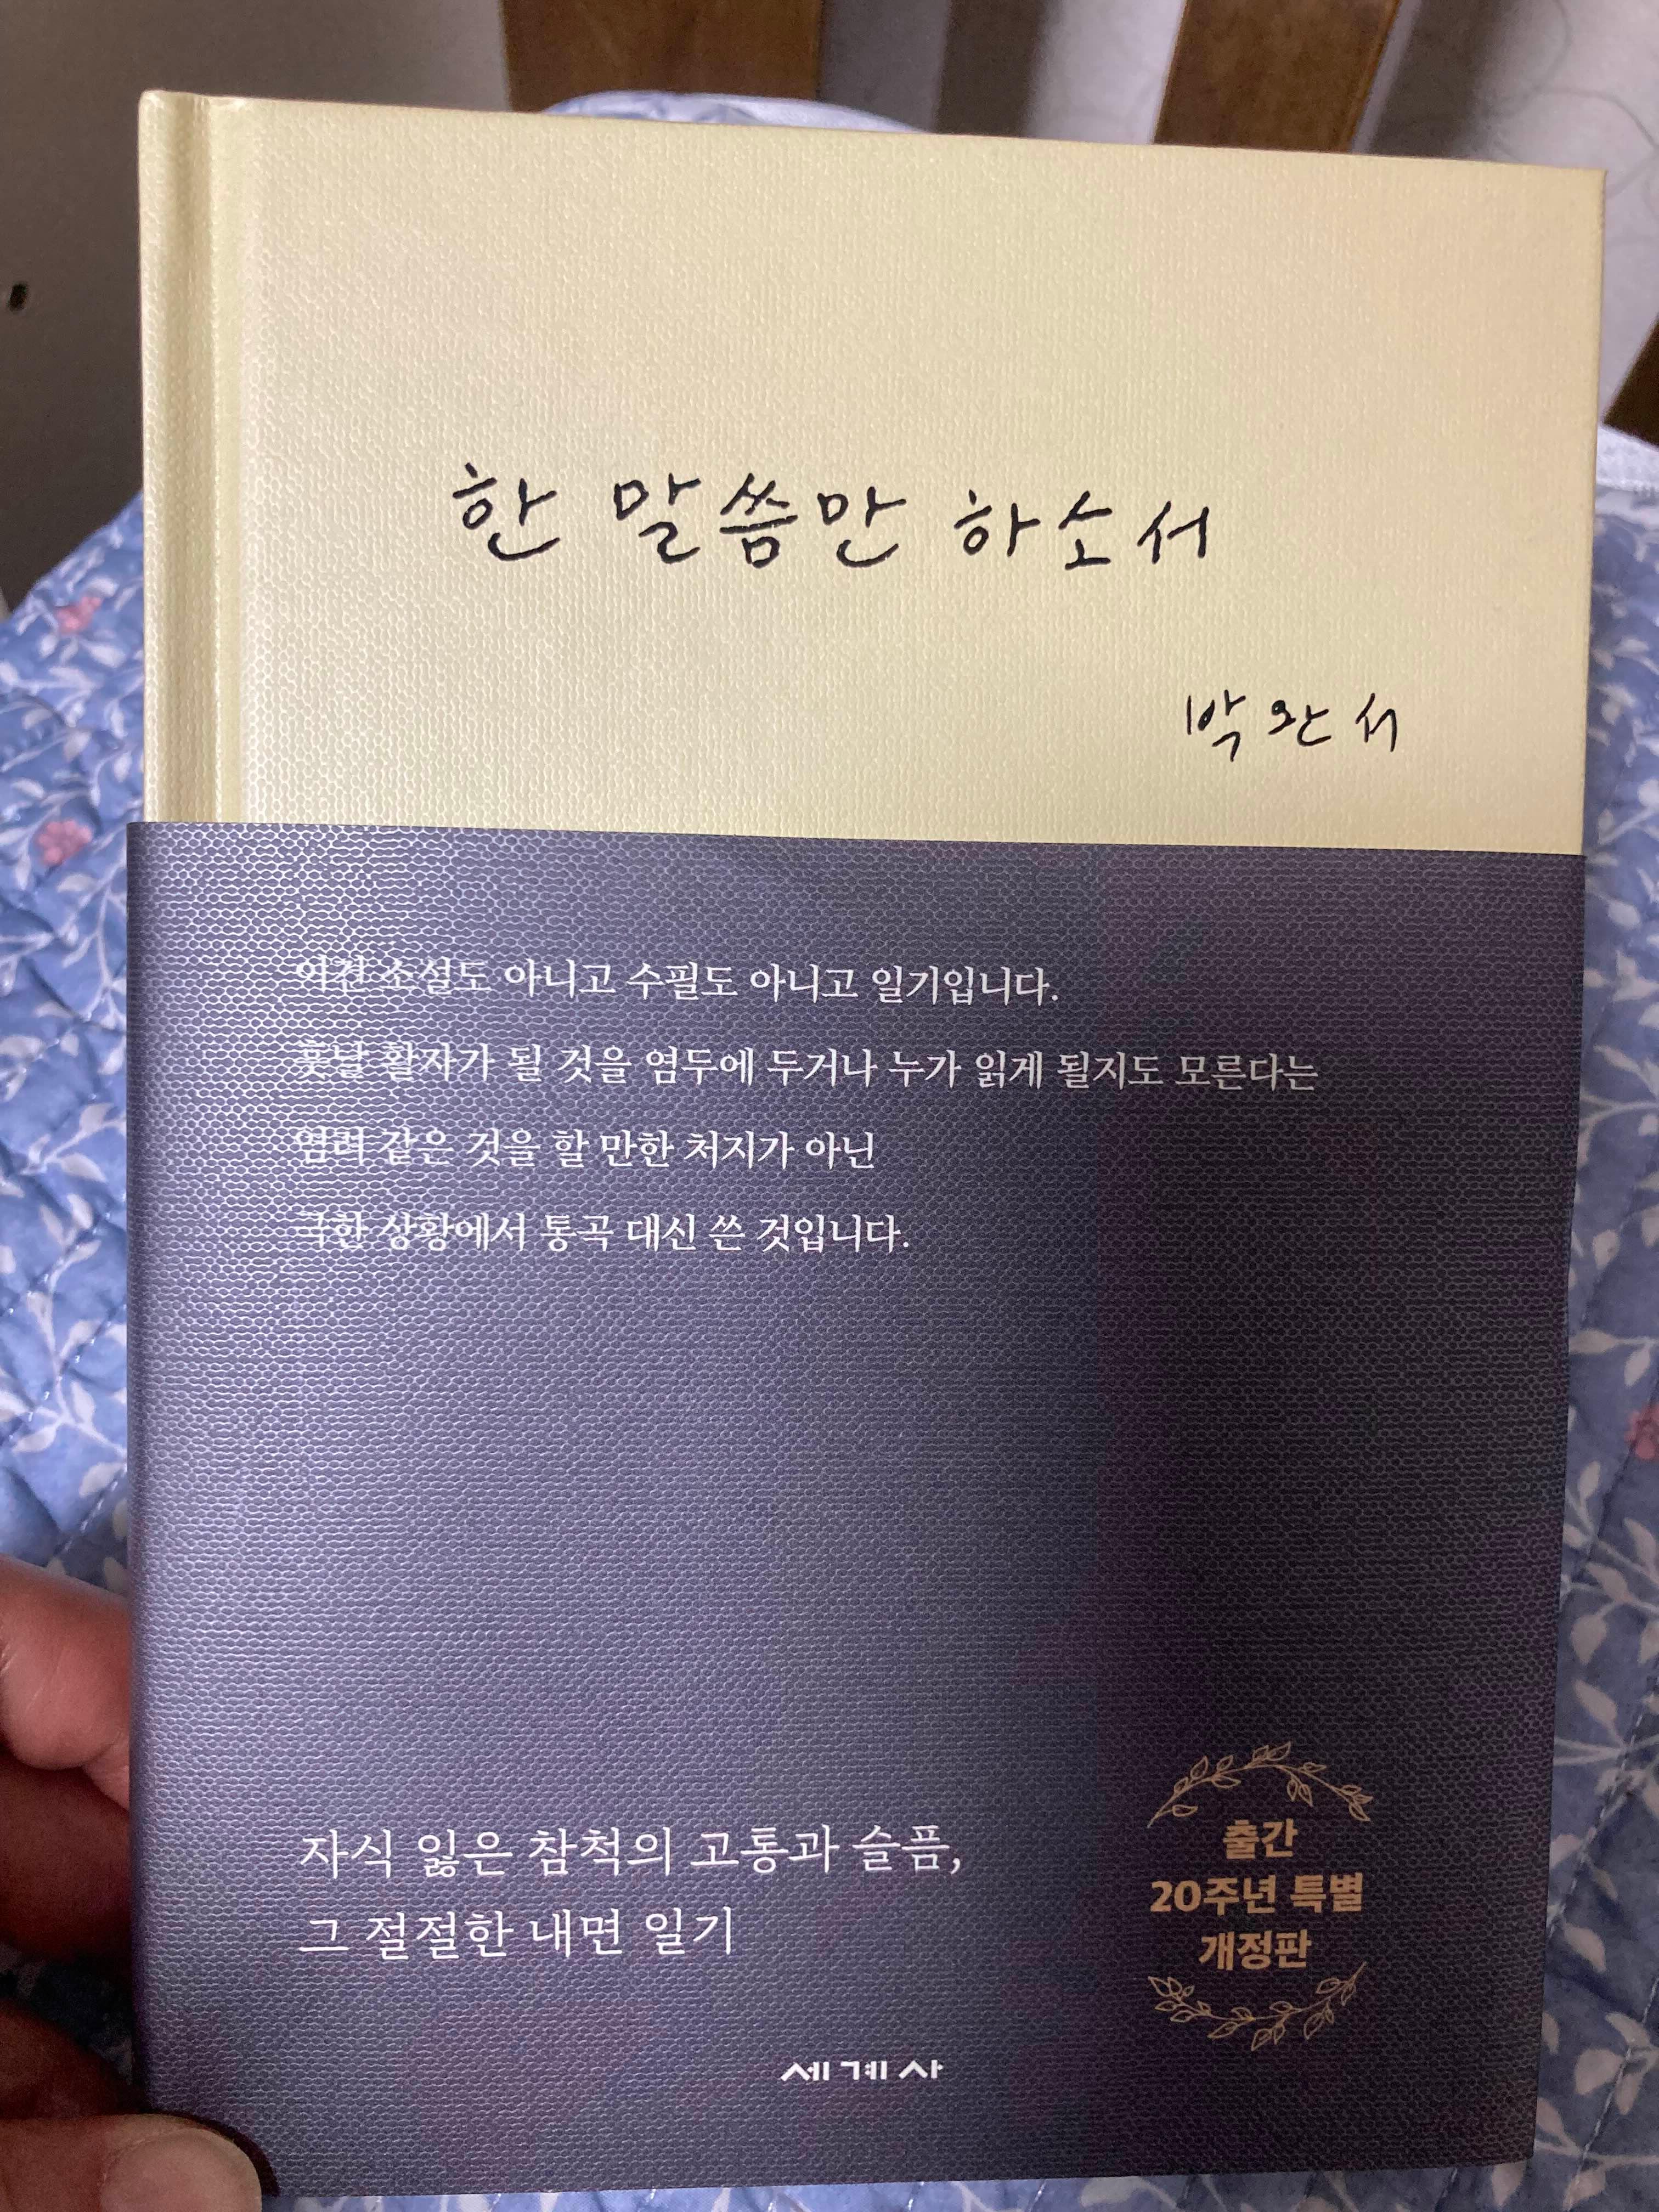 한 말씀만 하소서
박완서
이건 소설도 아니고 수필도 아니고 일기입니다.
훗날 활자가 될 것을 염두에 두거나 누가 읽게 될지도 모른다는
염려 같은 것을 할 만한 처지가 아닌
극한 상황에서 통곡 대신 쓴 것입니다.
자식 잃은 참척의 고통과 슬픔,
그 절절한 내면 일기
출간
20주년 특별
개정판
세계사